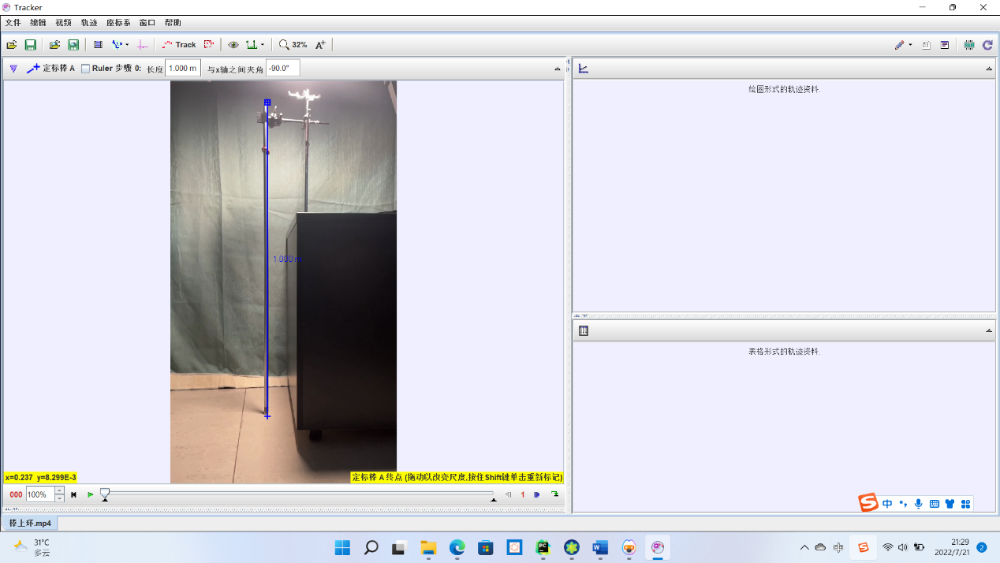 Tracker
文件 编辑 视频 轨迹 座标系 窗口 帮助
Track 32% A+
定标棒 A Ruler 步骤 0: 长度 1.000 m 与x轴之间夹角 -90.0°
绘图形式的轨迹资料.
1.000 m
表格形式的轨迹资料.
x=0.237 y=8.299E-3
定标棒 A 终点 (拖动以改变尺度,按住Shift键单击重新标记)
000 100% 1
中
棒上环.mp4
31°C
多云
PC
W
中
21:29
2022/7/21
2